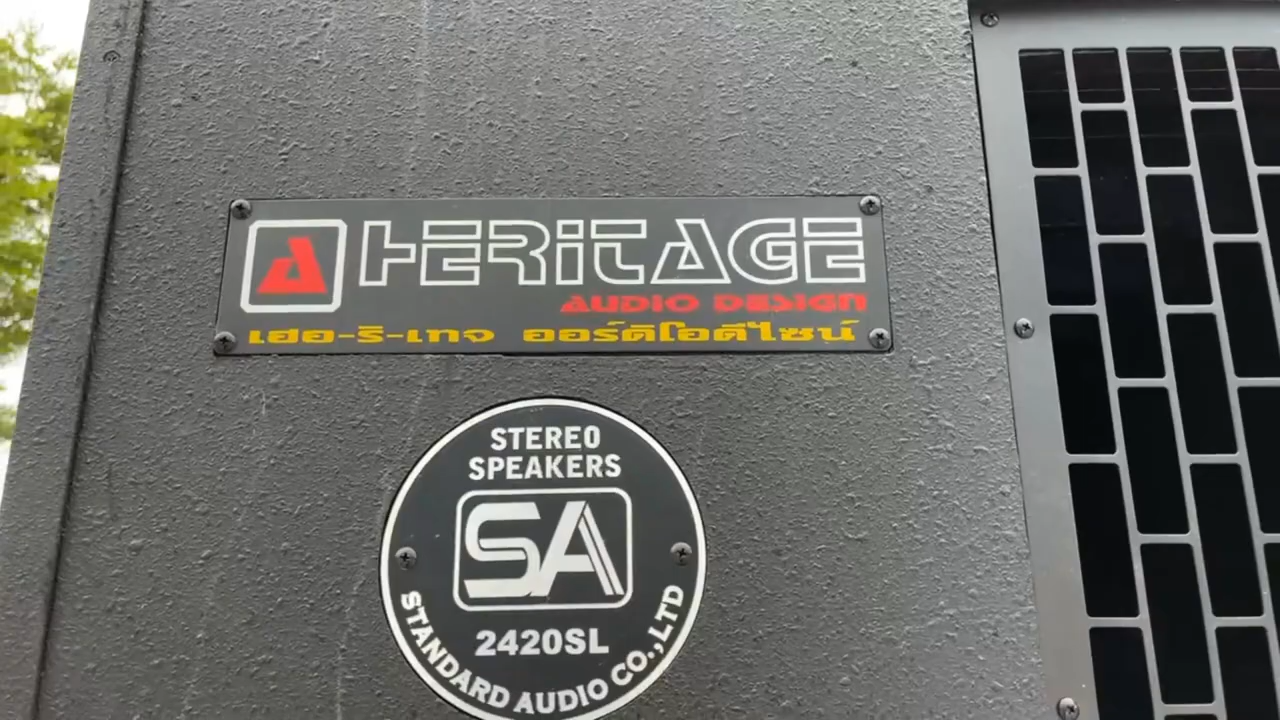 A HERITAGE
AUDIO DESIGN
เฮอ-ริ-เทจ ออร์ดิโอดีไซน์
STEREO
SPEAKERS
SA
2420SL
STANDARD AUDIO CO.,LTD